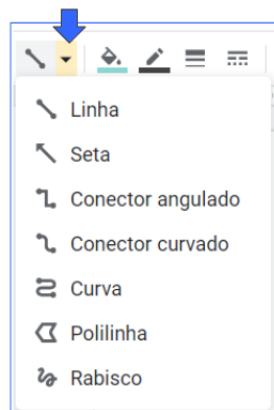 Linha
Seta
Conector angulado
Conector curvado
Curva
Polilinha
Rabisco